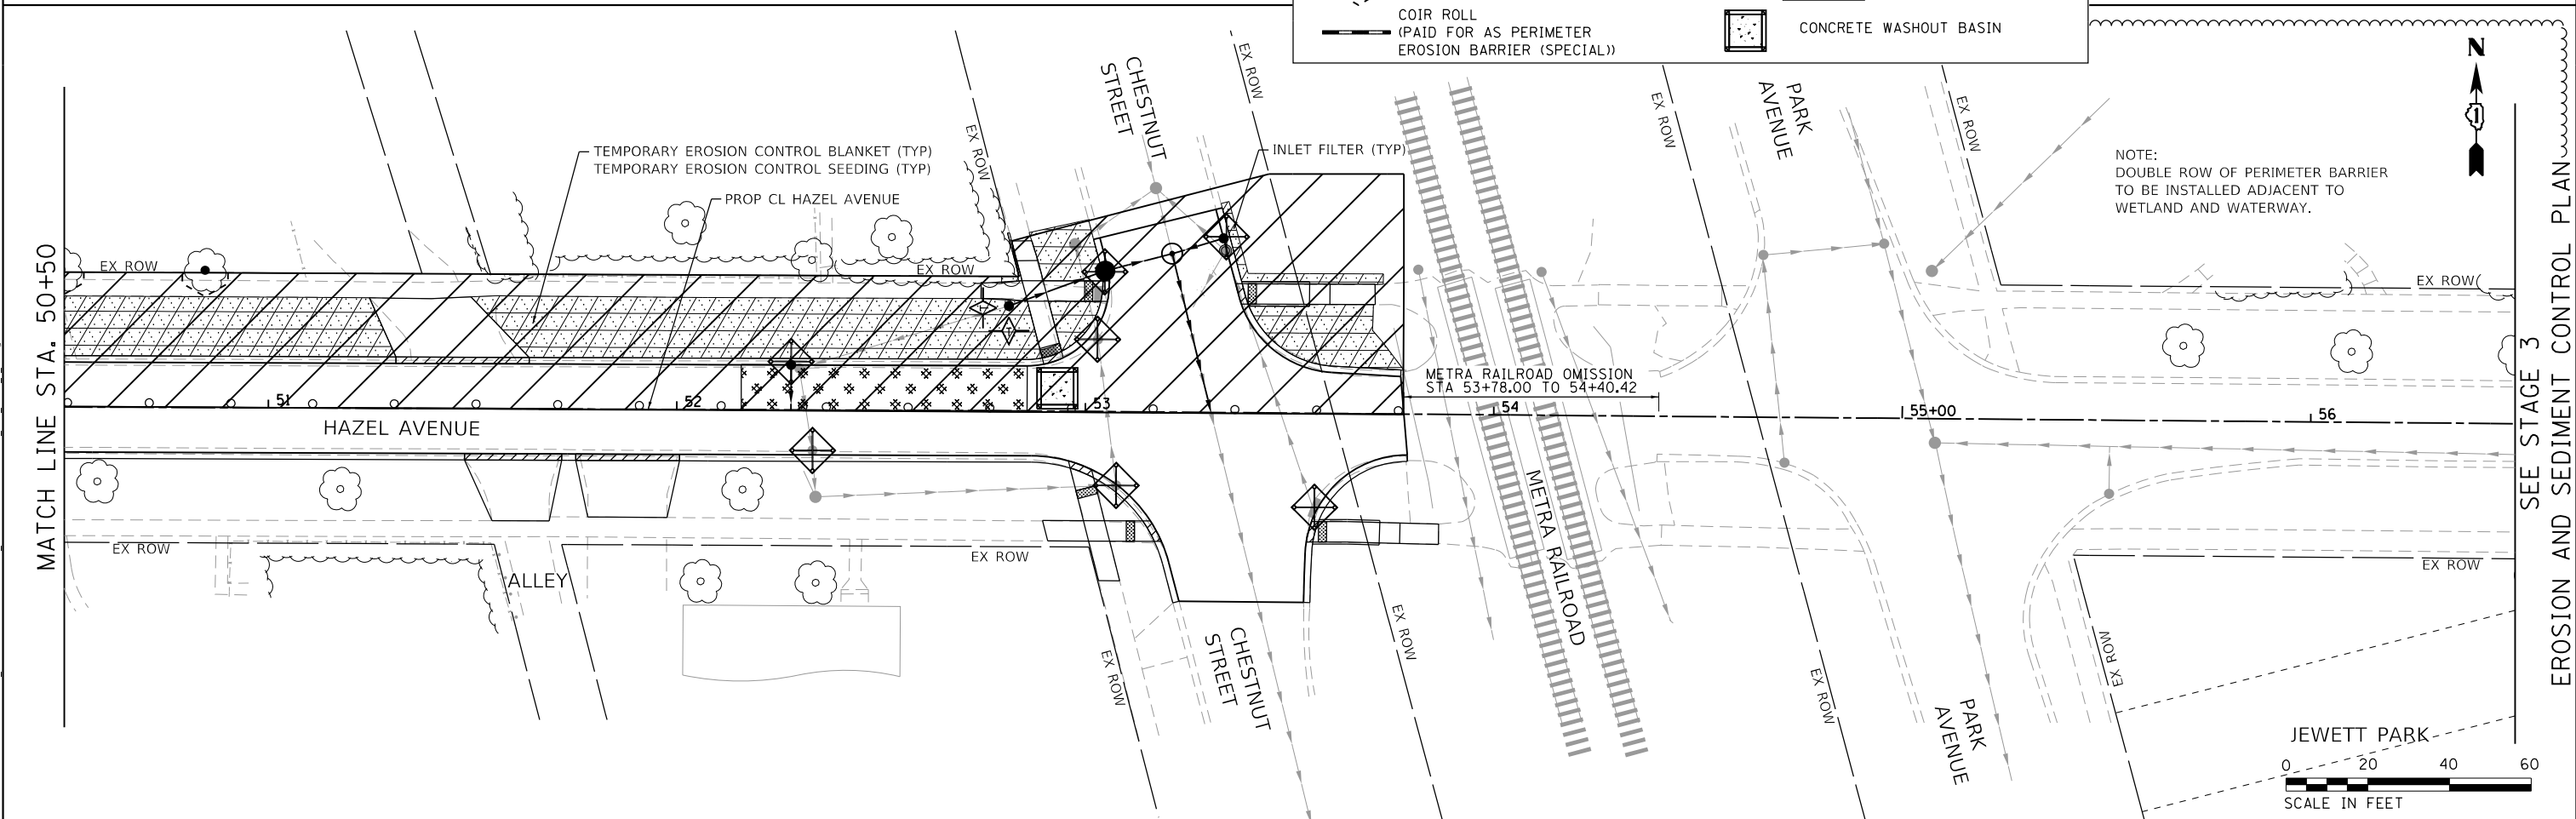 COIR ROLL
(PAID FOR AS PERIMETER
EROSION BARRIER (SPECIAL))
CONCRETE WASHOUT BASIN
N
1
NOTE:
DOUBLE ROW OF PERIMETER BARRIER
TO BE INSTALLED ADJACENT TO
WETLAND AND WATERWAY.
CHESTNUT
STREET
EX ROW
EX ROW
EX ROW
PARK
AVENUE
EX ROW
TEMPORARY EROSION CONTROL BLANKET (TYP)
TEMPORARY EROSION CONTROL SEEDING (TYP)
PROP CL HAZEL AVENUE
INLET FILTER (TYP)
MATCH LINE STA. 50+50
EX ROW
EX ROW
EX ROW
METRA RAILROAD OMISSION
STA 53+78.00 TO 54+40.42
51
52
53
54
55+00
56
HAZEL AVENUE
EX ROW
ALLEY
EX ROW
METRA RAILROAD
EX ROW
CHESTNUT
STREET
EX ROW
EX ROW
EX ROW
EX ROW
PARK
AVENUE
JEWETT PARK
0 20 40 60
SCALE IN FEET
SEE STAGE 3
EROSION AND SEDIMENT CONTROL PLAN